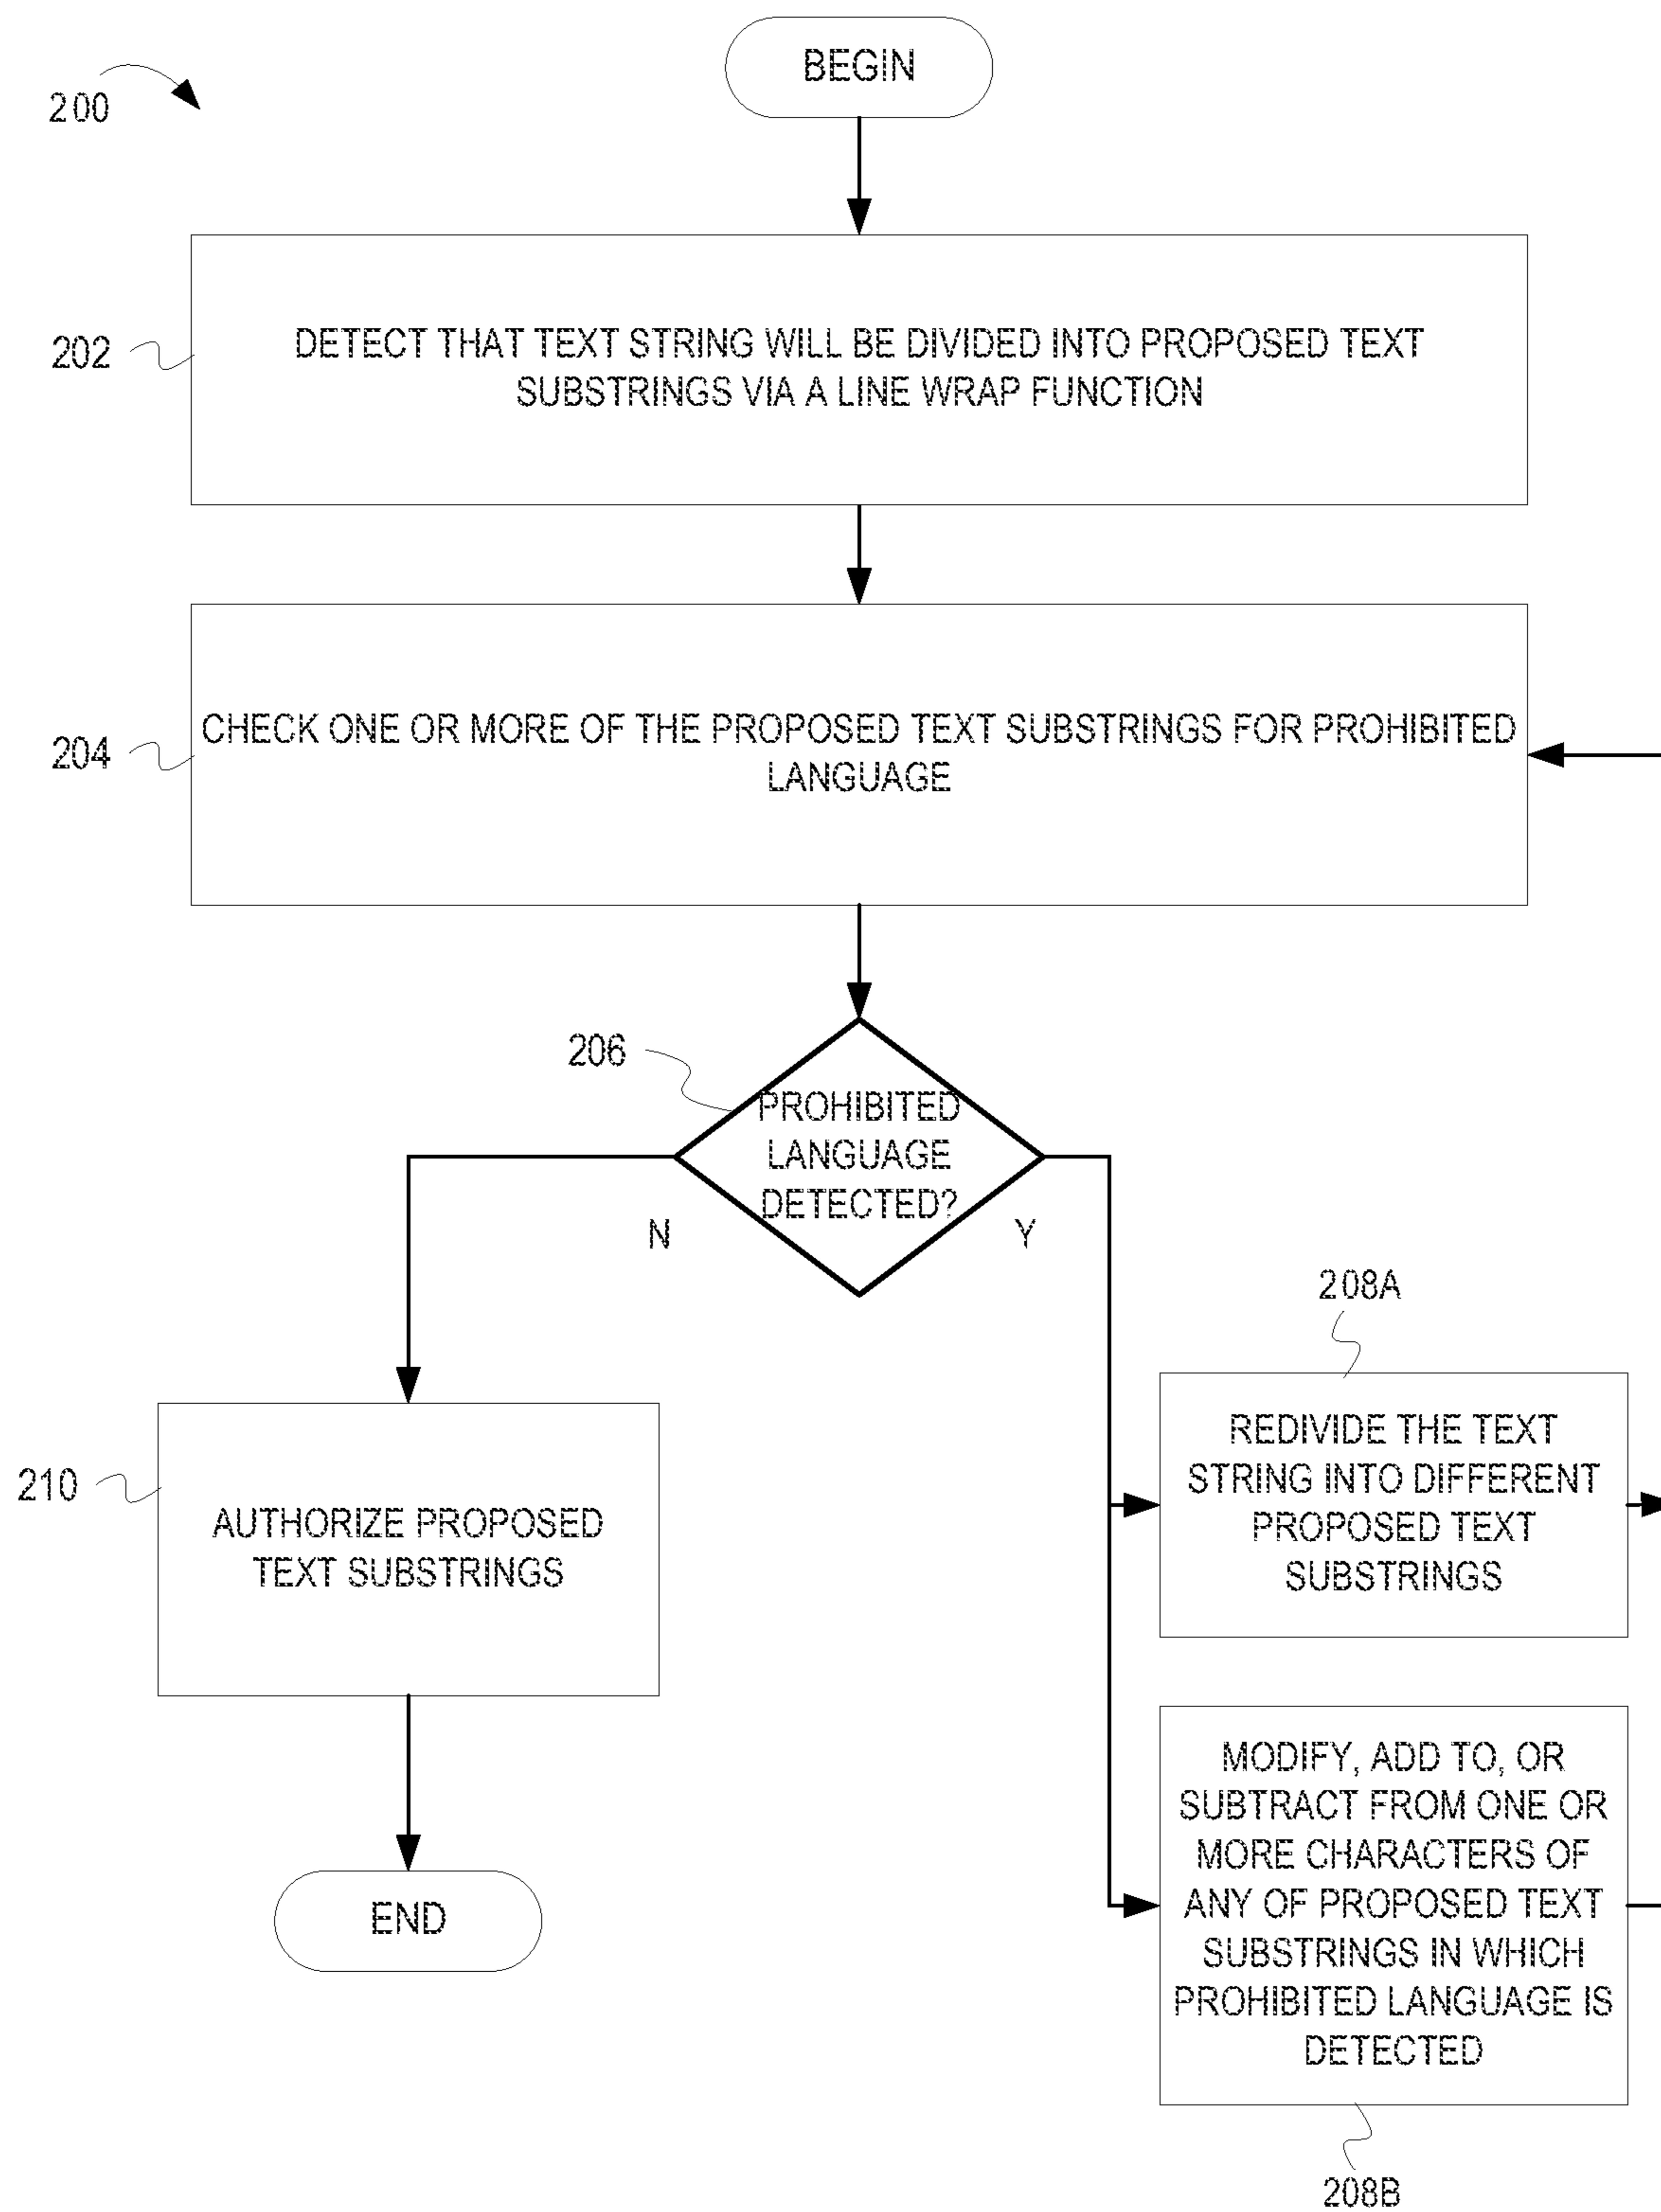 BEGIN
200
202
DETECT THAT TEXT STRING WILL BE DIVIDED INTO PROPOSED TEXT
SUBSTRINGS VIA A LINE WRAP FUNCTION
204
CHECK ONE OR MORE OF THE PROPOSED TEXT SUBSTRINGS FOR PROHIBITED
LANGUAGE
206
PROHIBITED
LANGUAGE
DETECTED?
N
Y
208A
REDIVIDE THE TEXT
STRING INTO DIFFERENT
PROPOSED TEXT
SUBSTRINGS
210
AUTHORIZE PROPOSED
TEXT SUBSTRINGS
MODIFY, ADD TO, OR
SUBTRACT FROM ONE OR
MORE CHARACTERS OF
ANY OF PROPOSED TEXT
SUBSTRINGS IN WHICH
PROHIBITED LANGUAGE IS
DETECTED
END
208B